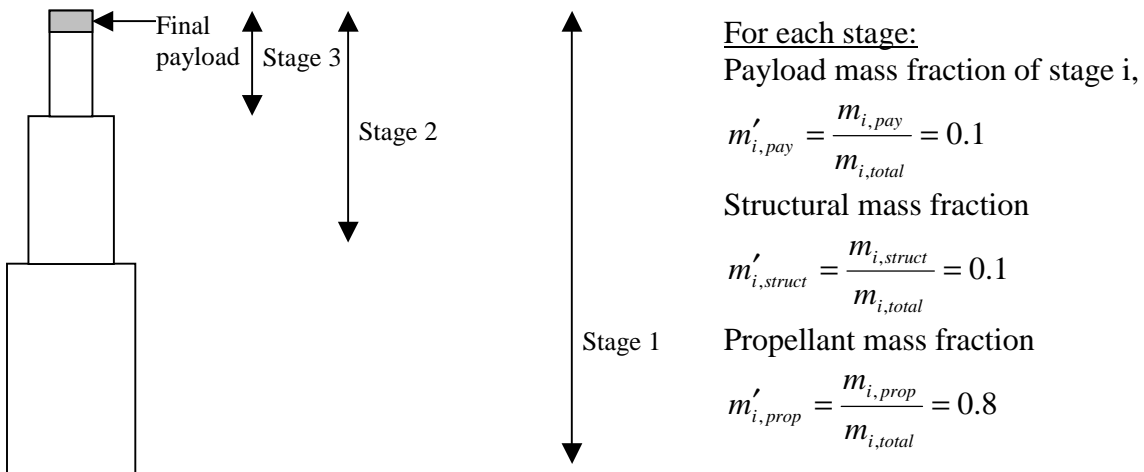 Final
payload
Stage 3
Stage 2
Stage 1
For each stage:
Payload mass fraction of stage i,
m′_{i,pay} = m_{i,pay} / m_{i,total} = 0.1
Structural mass fraction
m′_{i,struct} = m_{i,struct} / m_{i,total} = 0.1
Propellant mass fraction
m′_{i,prop} = m_{i,prop} / m_{i,total} = 0.8